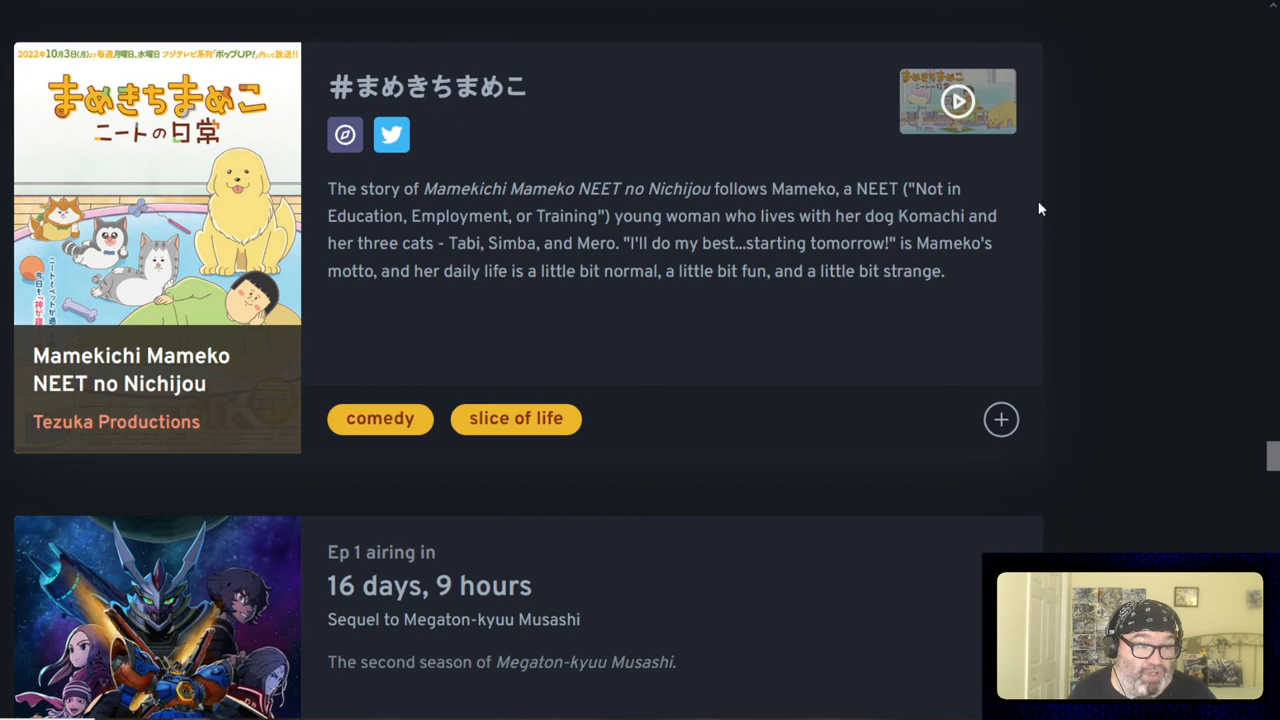 2022年10月3日(月)より毎週月曜日、水曜日 フジテレビ系列「ポップUP!」内にて放送!!
まめきちまめこ
ニートの日常
#まめきちまめこ
The story of Mamekichi Mameko NEET no Nichijou follows Mameko, a NEET ("Not in
Education, Employment, or Training") young woman who lives with her dog Komachi and
her three cats - Tabi, Simba, and Mero. "I'll do my best...starting tomorrow!" is Mameko's
motto, and her daily life is a little bit normal, a little bit fun, and a little bit strange.
Mamekichi Mameko
NEET no Nichijou
Tezuka Productions
comedy
slice of life
Ep 1 airing in
16 days, 9 hours
Sequel to Megaton-kyuu Musashi
The second season of Megaton-kyuu Musashi.